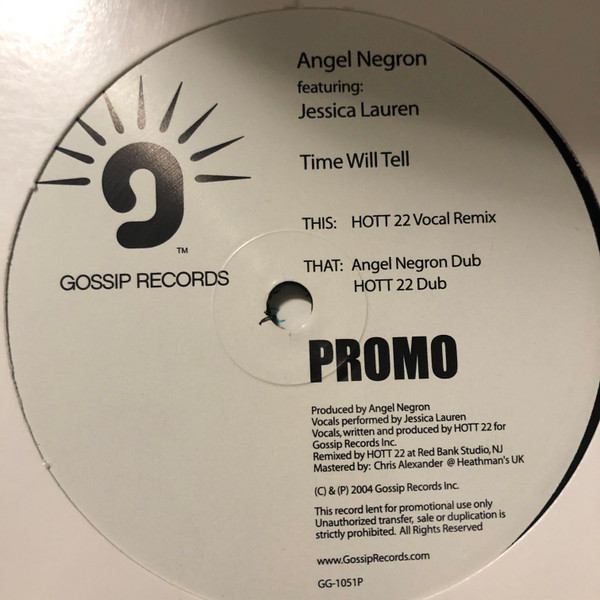 Angel Negron
featuring:
Jessica Lauren
Time Will Tell
THIS: HOTT 22 Vocal Remix
THAT: Angel Negron Dub
HOTT 22 Dub
TM
GOSSIP RECORDS
PROMO
Produced by Angel Negron
Vocals performed by Jessica Lauren
Vocals, written and produced by HOTT 22 for
Gossip Records Inc.
Remixed by HOTT 22 at Red Bank Studio, NJ
Mastered by: Chris Alexander @ Heathman's UK
(C) & (P) 2004 Gossip Records Inc.
This record lent for promotional use only
Unauthorized transfer, sale or duplication is
strictly prohibited. All Rights Reserved
www.GossipRecords.com
GG-1051P